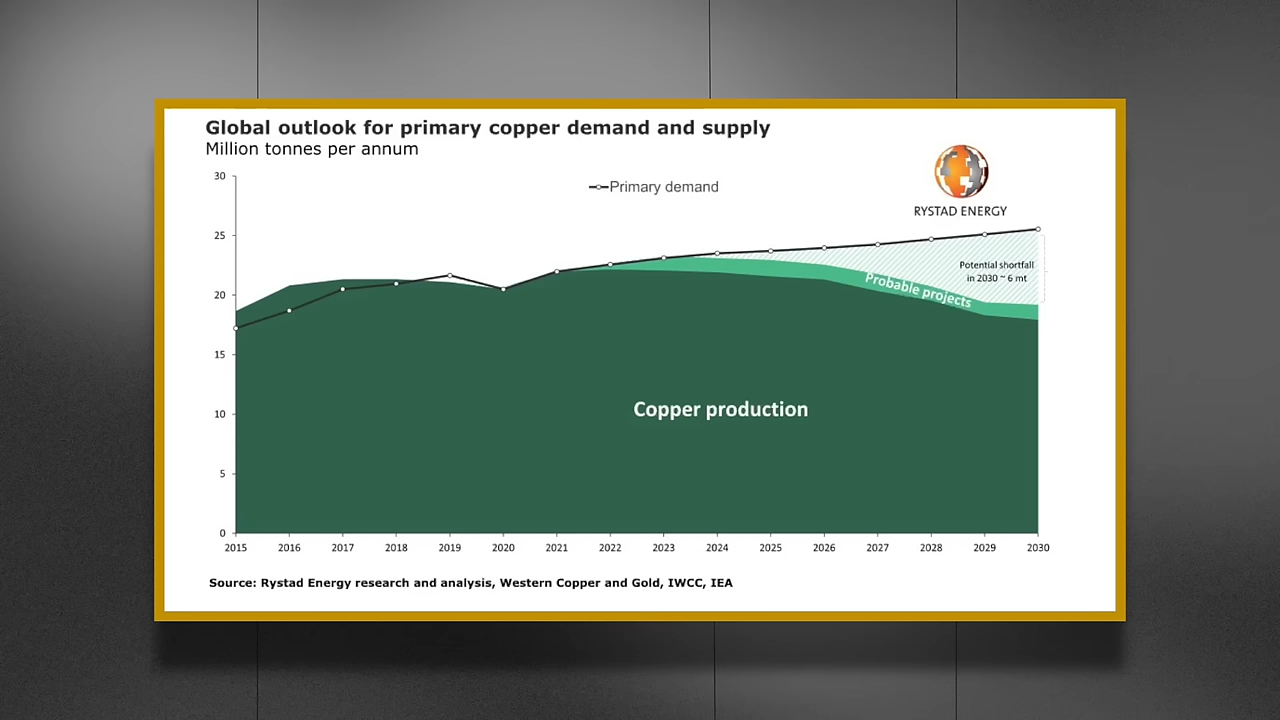 Global outlook for primary copper demand and supply
Million tonnes per annum
Primary demand
RYSTAD ENERGY
30
25
20
15
10
5
0
Potential shortfall
in 2030 ~ 6 mt
Probable projects
Copper production
2015 2016 2017 2018 2019 2020 2021 2022 2023 2024 2025 2026 2027 2028 2029 2030
Source: Rystad Energy research and analysis, Western Copper and Gold, IWCC, IEA